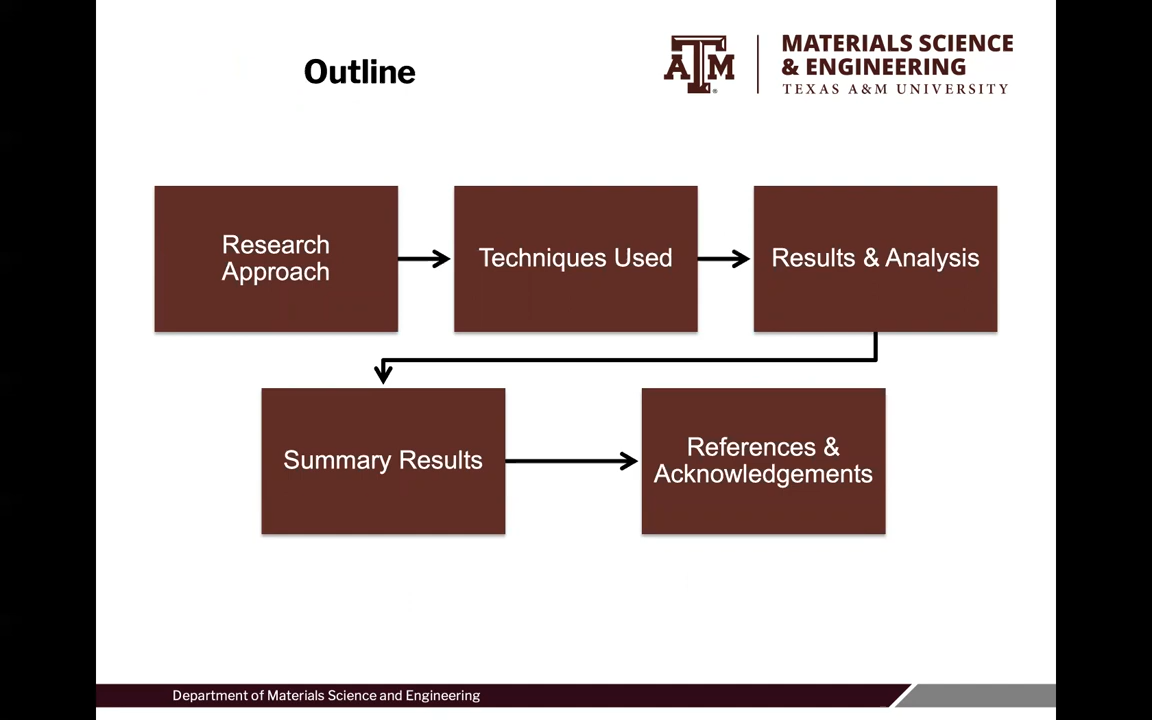 Outline
ATM
MATERIALS SCIENCE
& ENGINEERING
TEXAS A&M UNIVERSITY
Research
Approach
Techniques Used
Results & Analysis
Summary Results
References &
Acknowledgements
Department of Materials Science and Engineering